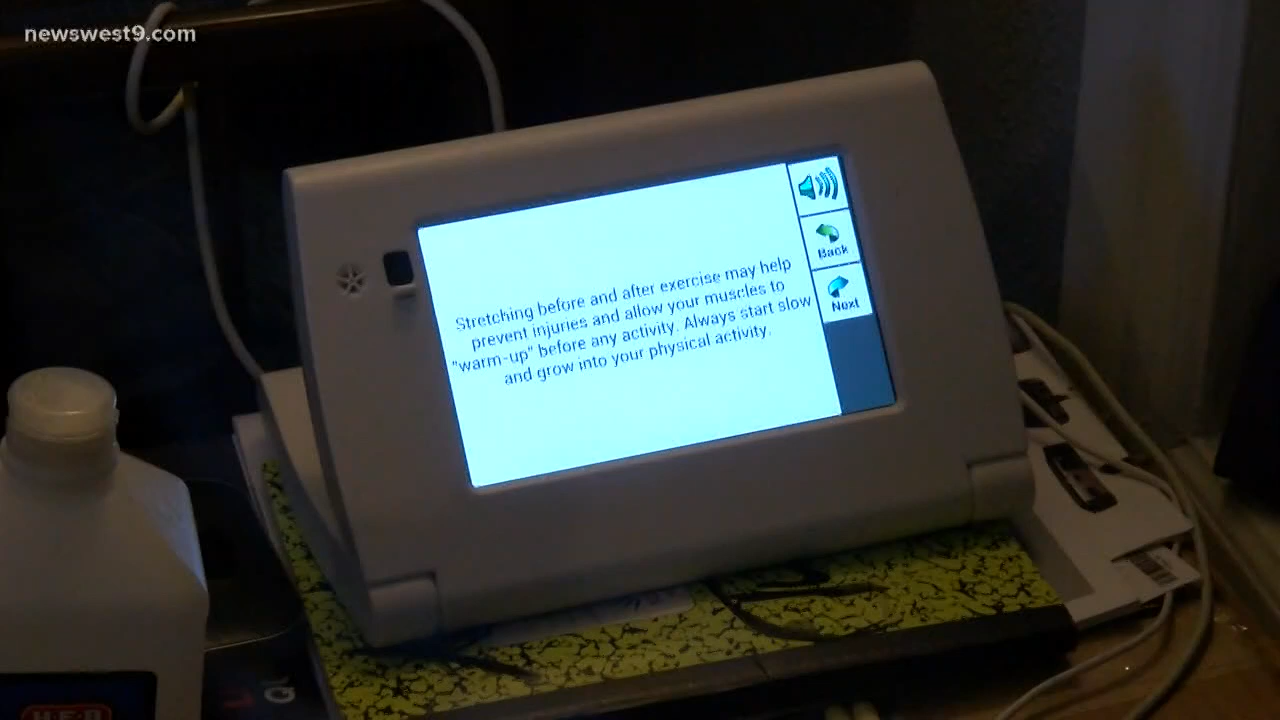 newswest9.com
Stretching before and after exercise may help
prevent injuries and allow your muscles to
"warm-up" before any activity. Always start slow
and grow into your physical activity.
Back
Next
H-E-B